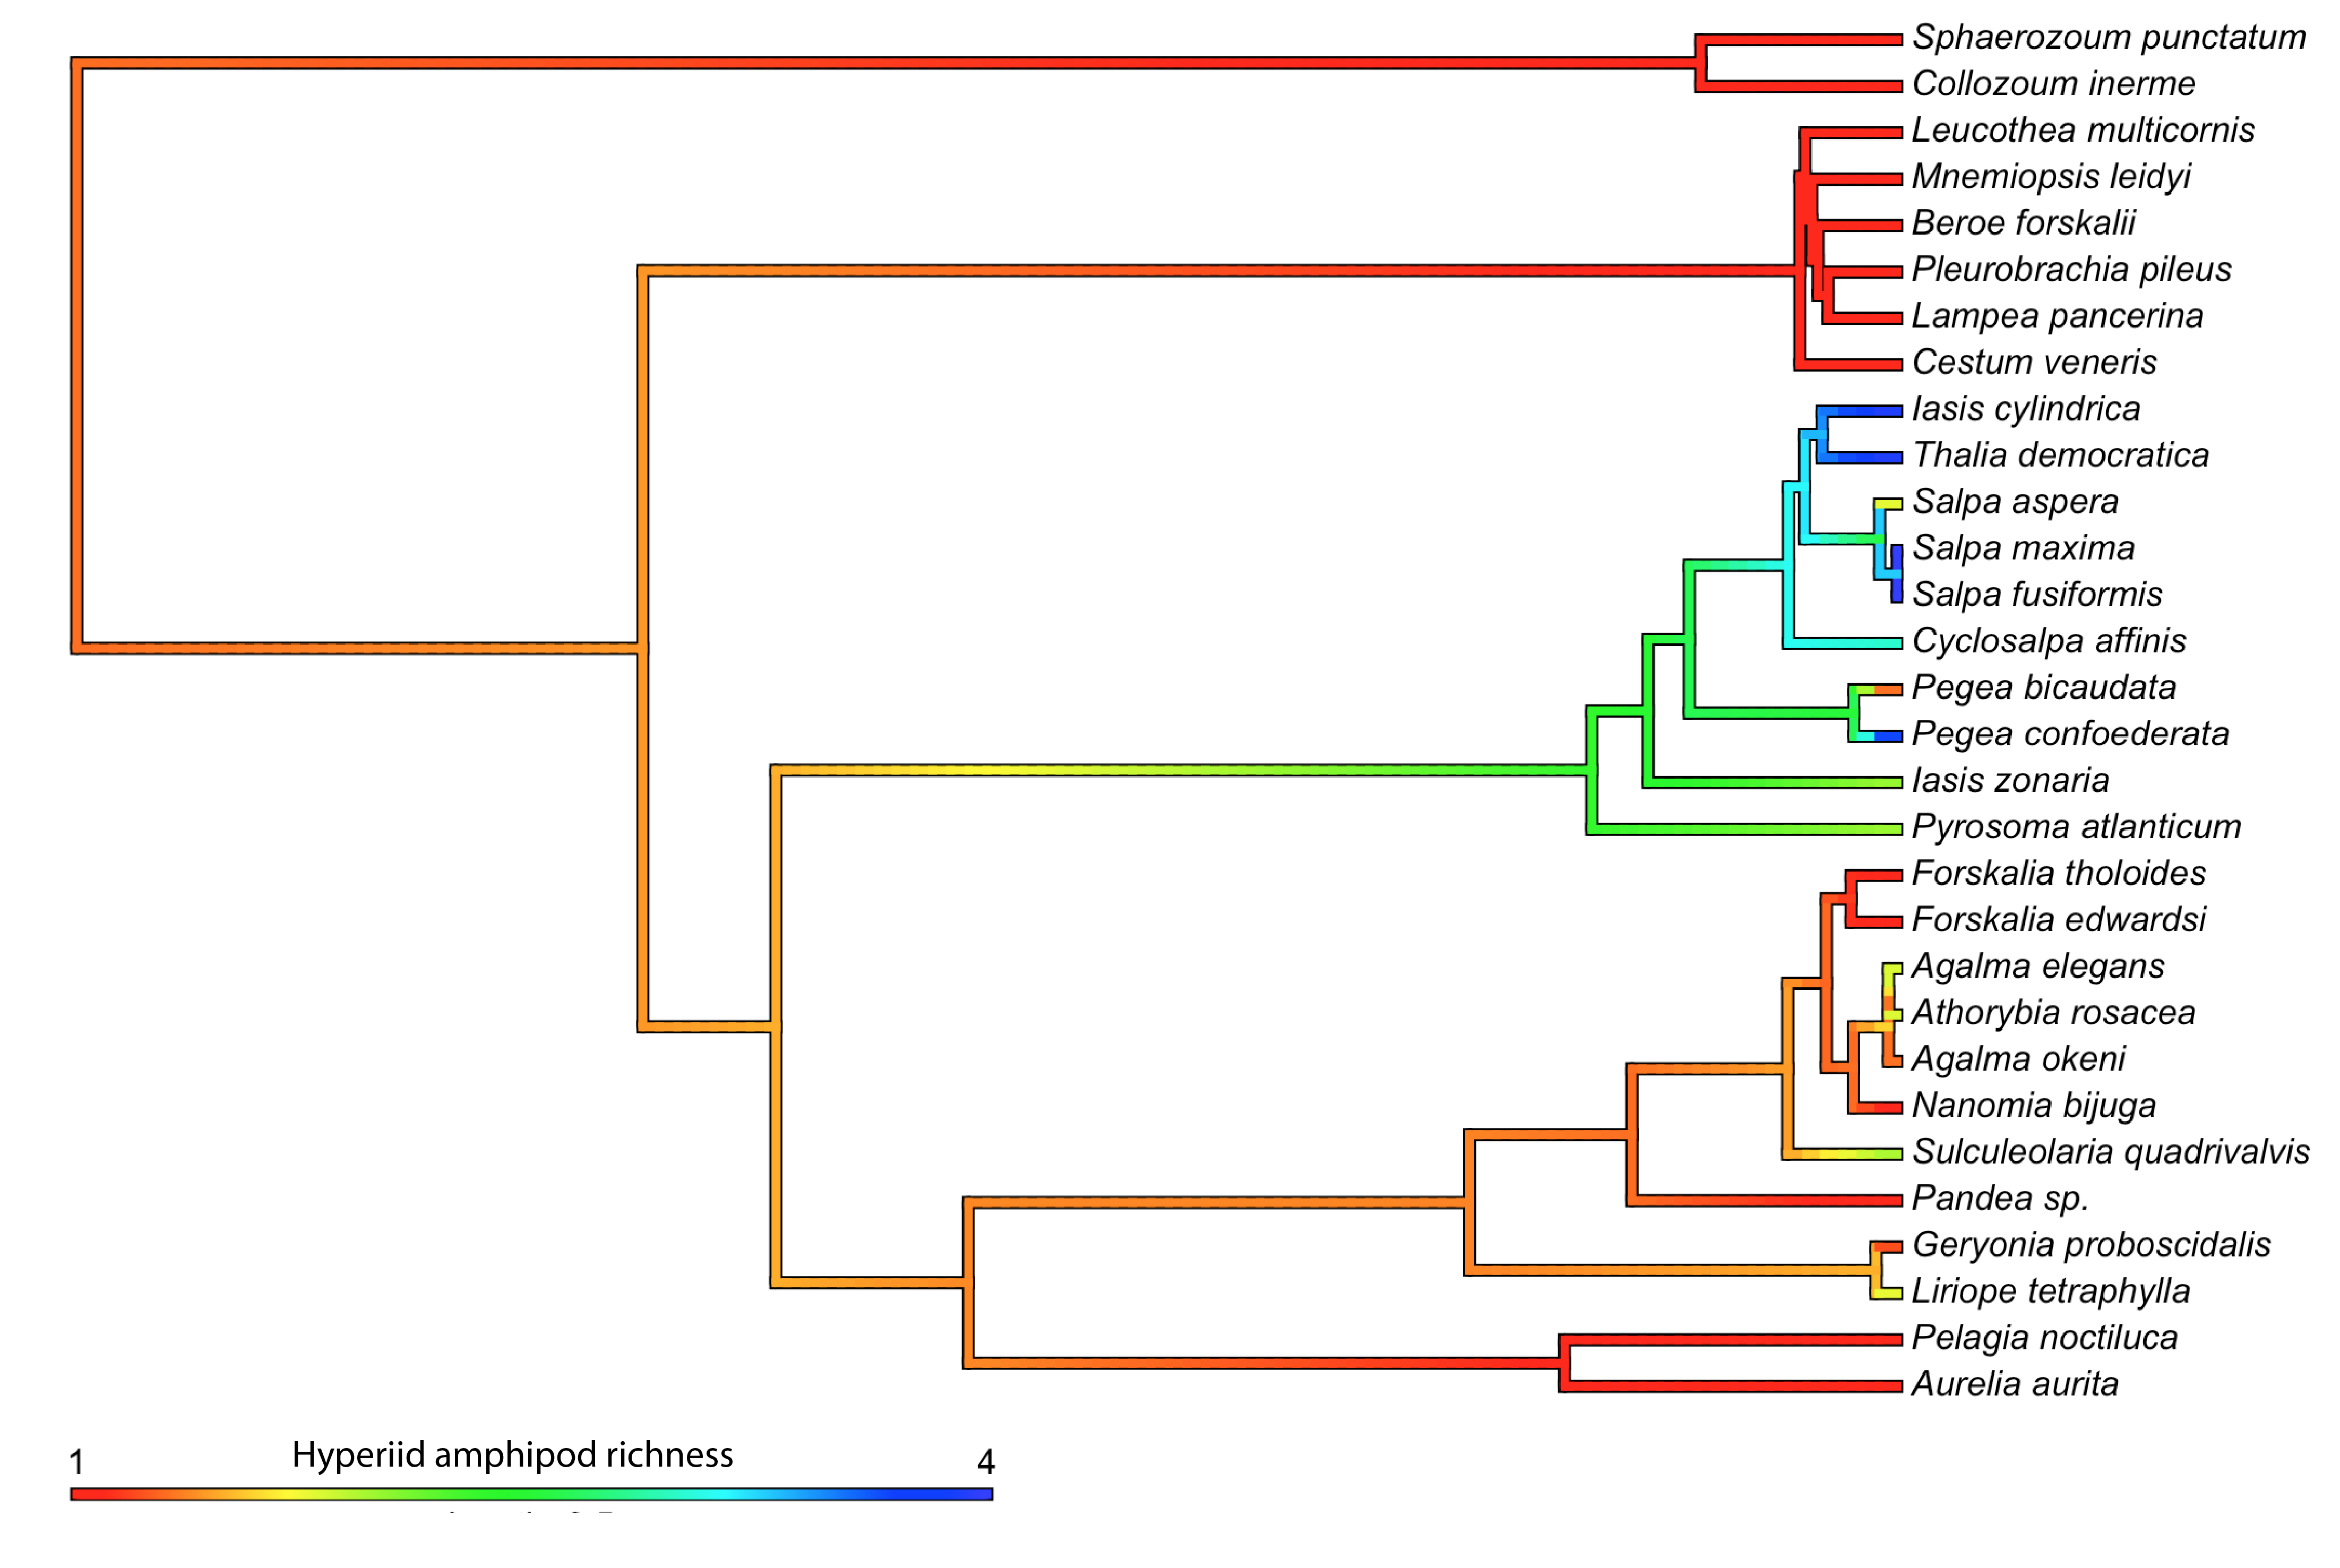 Sphaerozoum punctatum
Collozoum inerme
Leucothea multicornis
Mnemiopsis leidyi
Beroe forskalii
Pleurobrachia pileus
Lampea pancerina
Cestum veneris
Iasis cylindrica
Thalia democratica
Salpa aspera
Salpa maxima
Salpa fusiformis
Cyclosalpa affinis
Pegea bicaudata
Pegea confoederata
Iasis zonaria
Pyrosoma atlanticum
Forskalia tholoides
Forskalia edwardsi
Agalma elegans
Athorybia rosacea
Agalma okeni
Nanomia bijuga
Sulculeolaria quadrivalvis
Pandea sp.
Geryonia proboscidalis
Liriope tetraphylla
Pelagia noctiluca
Aurelia aurita
1 Hyperiid amphipod richness 4